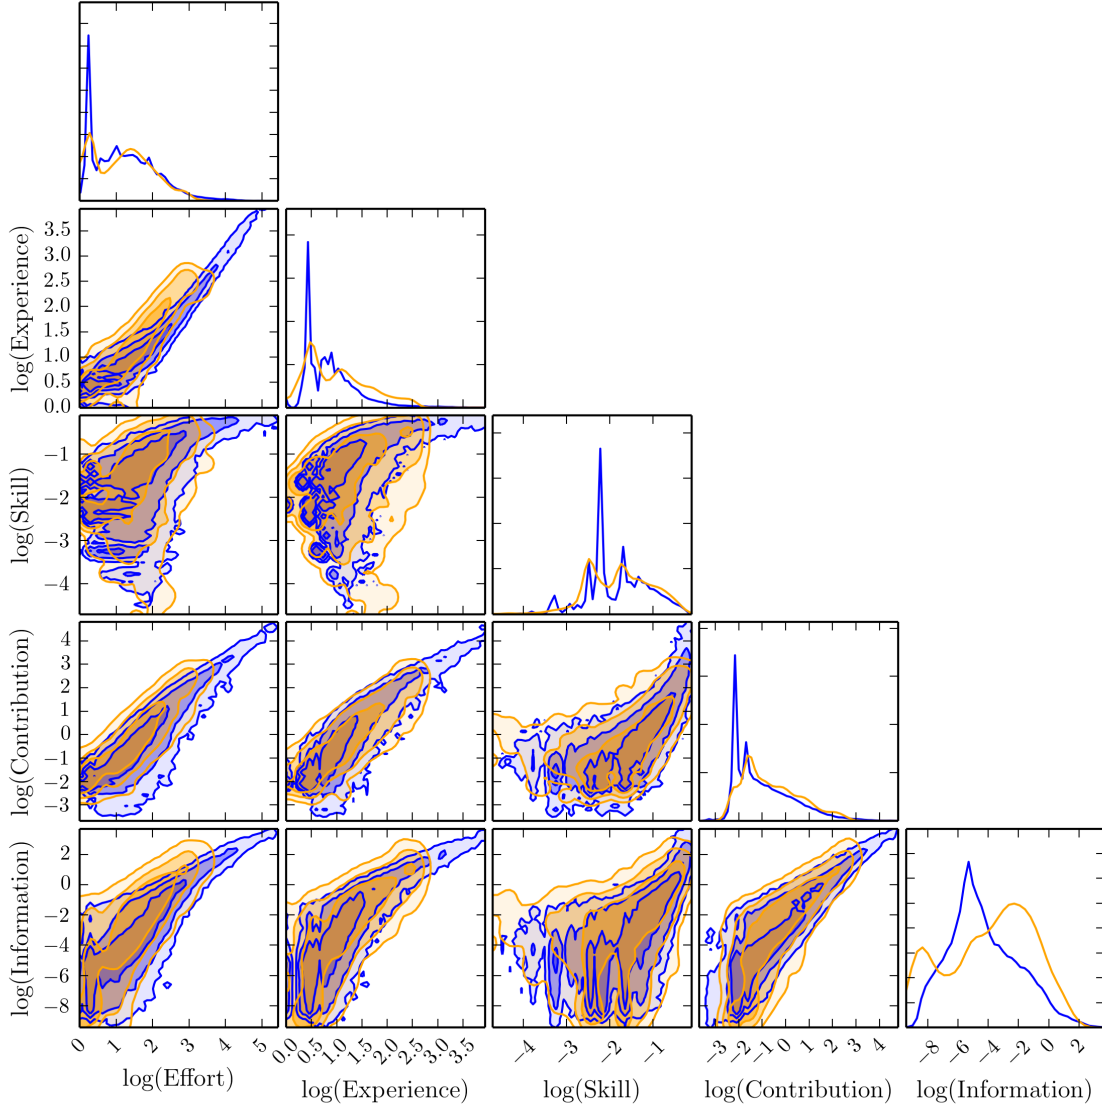 log(Experience)
3.5
3.0
2.5
2.0
1.5
1.0
0.5
0.0
log(Skill)
−1
−2
−3
−4
log(Contribution)
4
3
2
1
0
−1
−2
−3
log(Information)
2
0
−2
−4
−6
−8
0 1 2 3 4 5
0.0 0.5 1.0 1.5 2.0 2.5 3.0 3.5
−4 −3 −2 −1
−3 −2 −1 0 1 2 3 4
−8 −6 −4 −2 0 2
log(Effort)
log(Experience)
log(Skill)
log(Contribution)
log(Information)